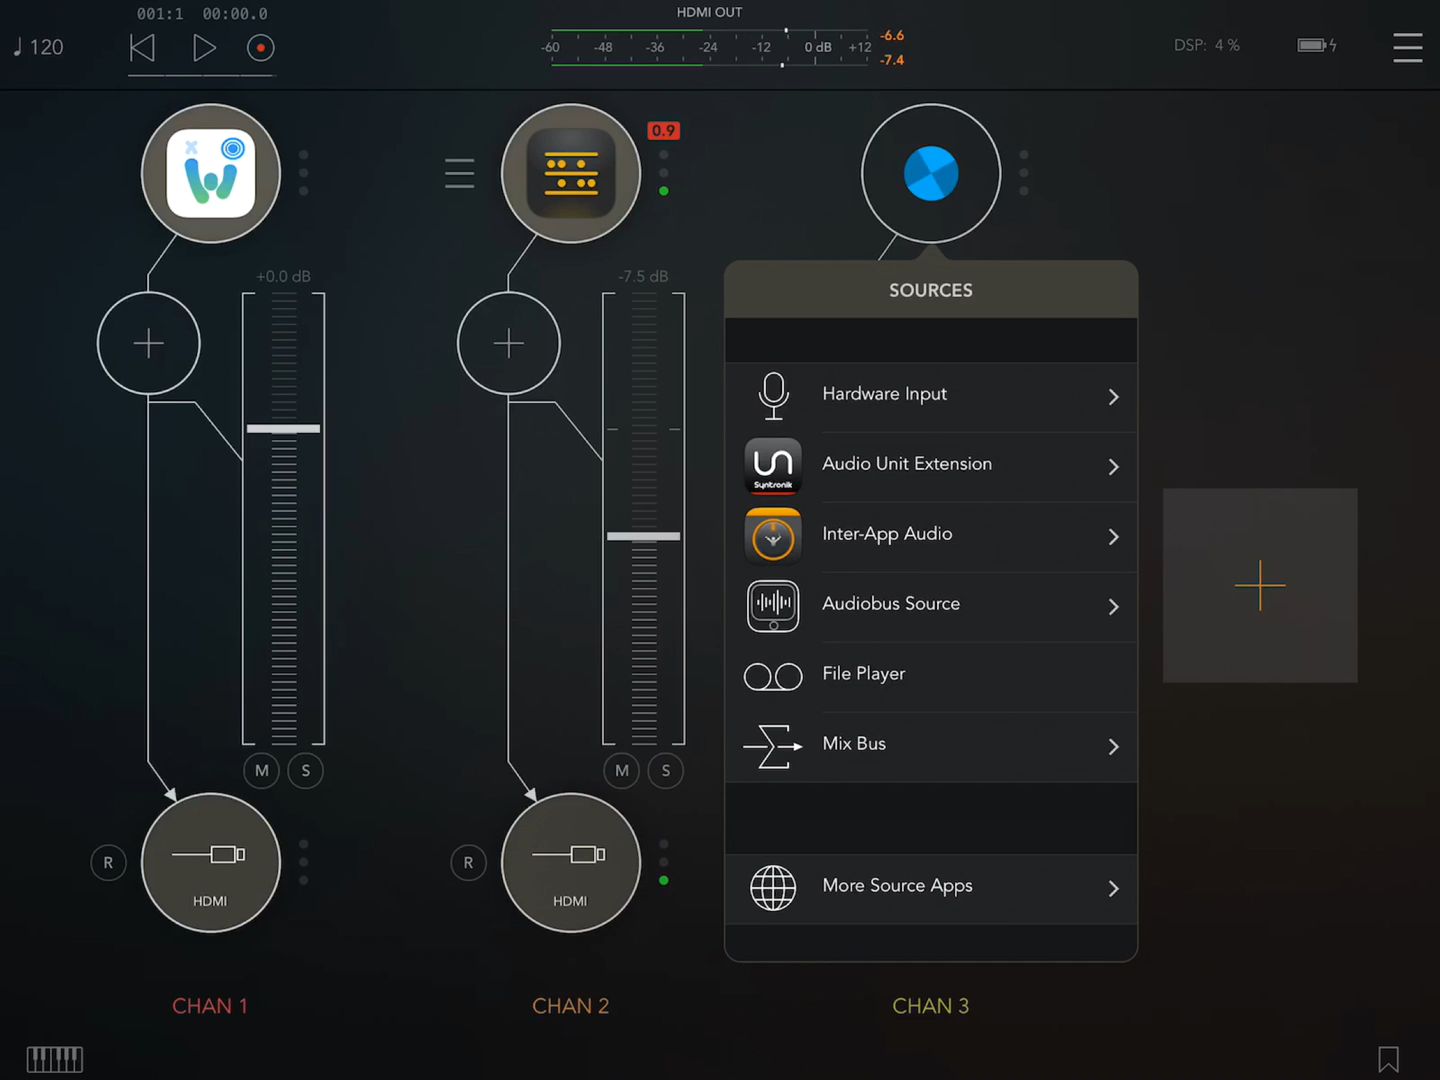 001:1 00:00.0
120
HDMI OUT
-60 -48 -36 -24 -12 0 dB +12
-6.6
-7.4
DSP: 4 %
0.9
+0.0 dB
-7.5 dB
SOURCES
Hardware Input
Syntronik
Audio Unit Extension
Inter-App Audio
Audiobus Source
File Player
Mix Bus
More Source Apps
M S
M S
R
HDMI
R
HDMI
CHAN 1
CHAN 2
CHAN 3